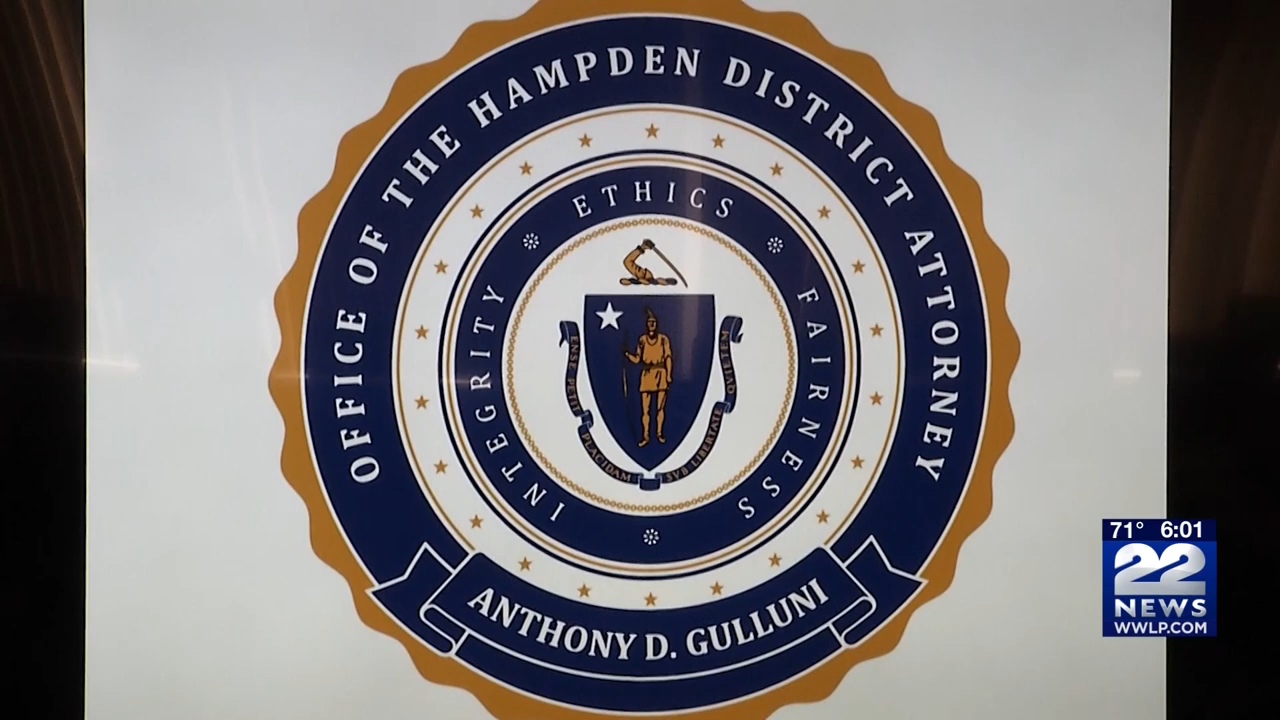 OFFICE OF THE HAMPDEN DISTRICT ATTORNEY
ETHICS
INTEGRITY
FAIRNESS
ENSE PETIT
PLACIDAM
SVB LIBERTATE
QVIETEM
ANTHONY D. GULLUNI
71° 6:01
22
NEWS
WWLP.COM